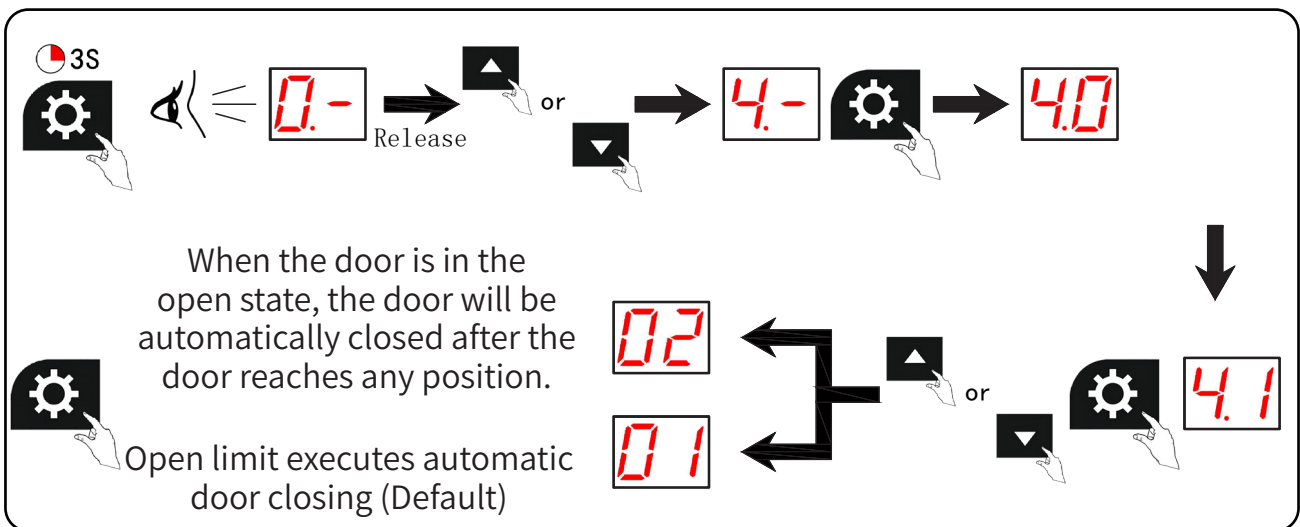 3S
0.-
Release
or
4.-
4.0
When the door is in the
open state, the door will be
automatically closed after the
door reaches any position.
02
or
4.1
01
Open limit executes automatic
door closing (Default)